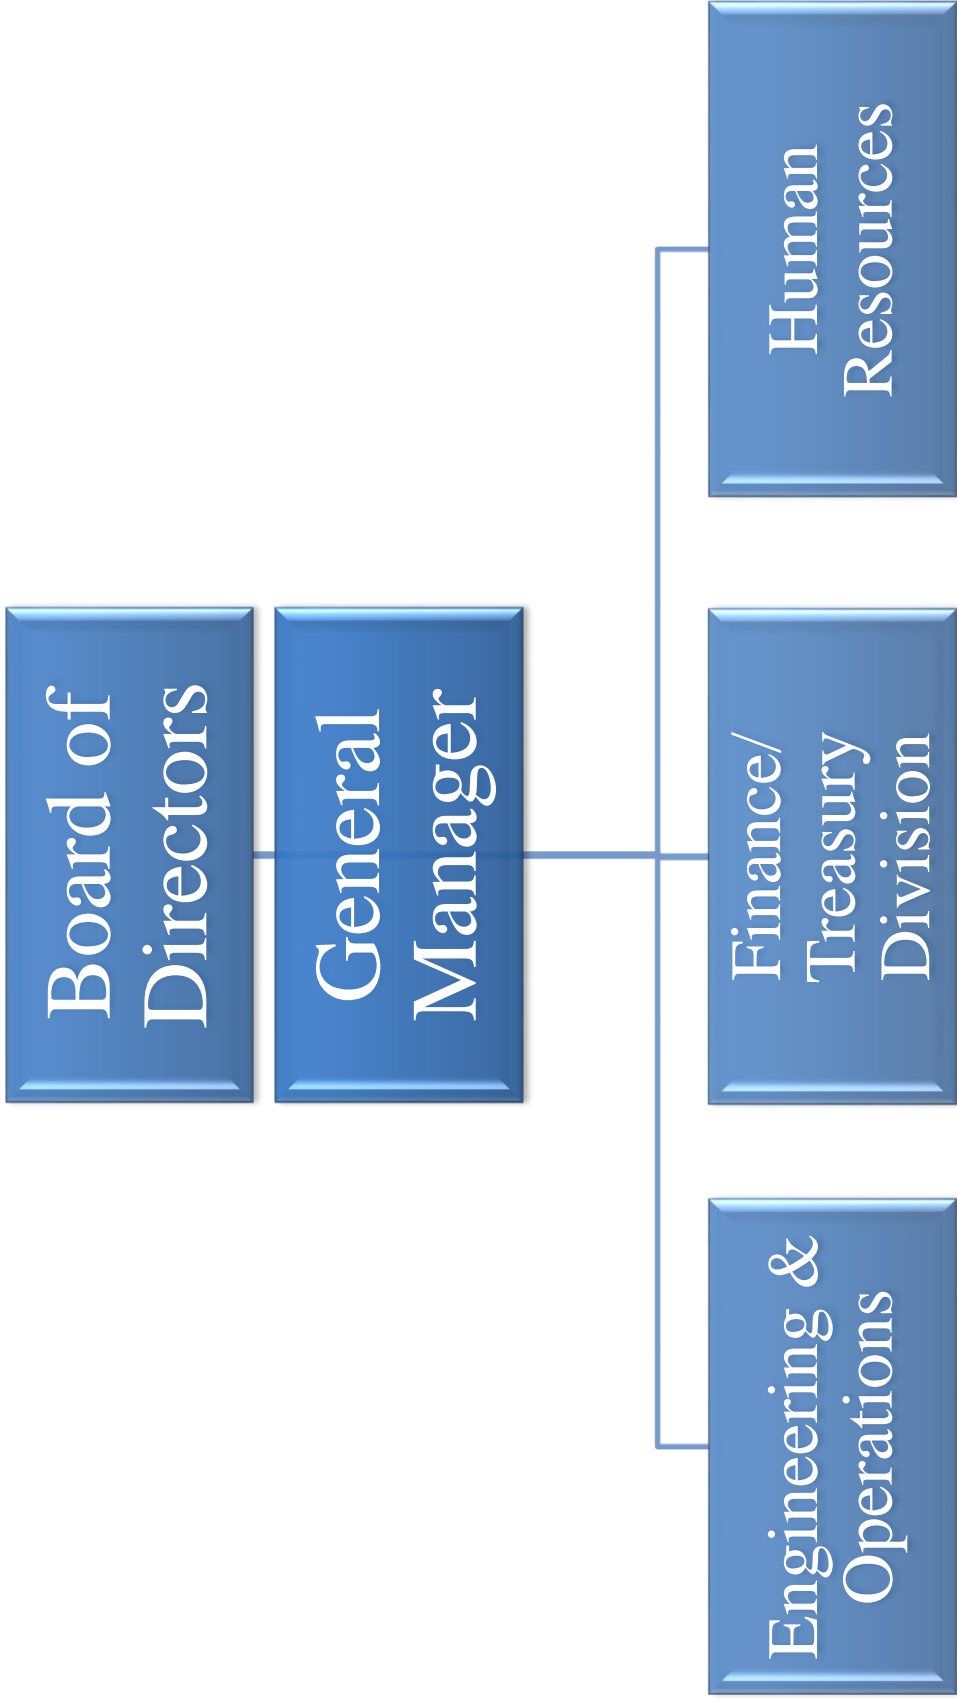 Board of
Directors
General
Manager
Engineering &
Operations
Finance/
Treasury
Division
Human
Resources